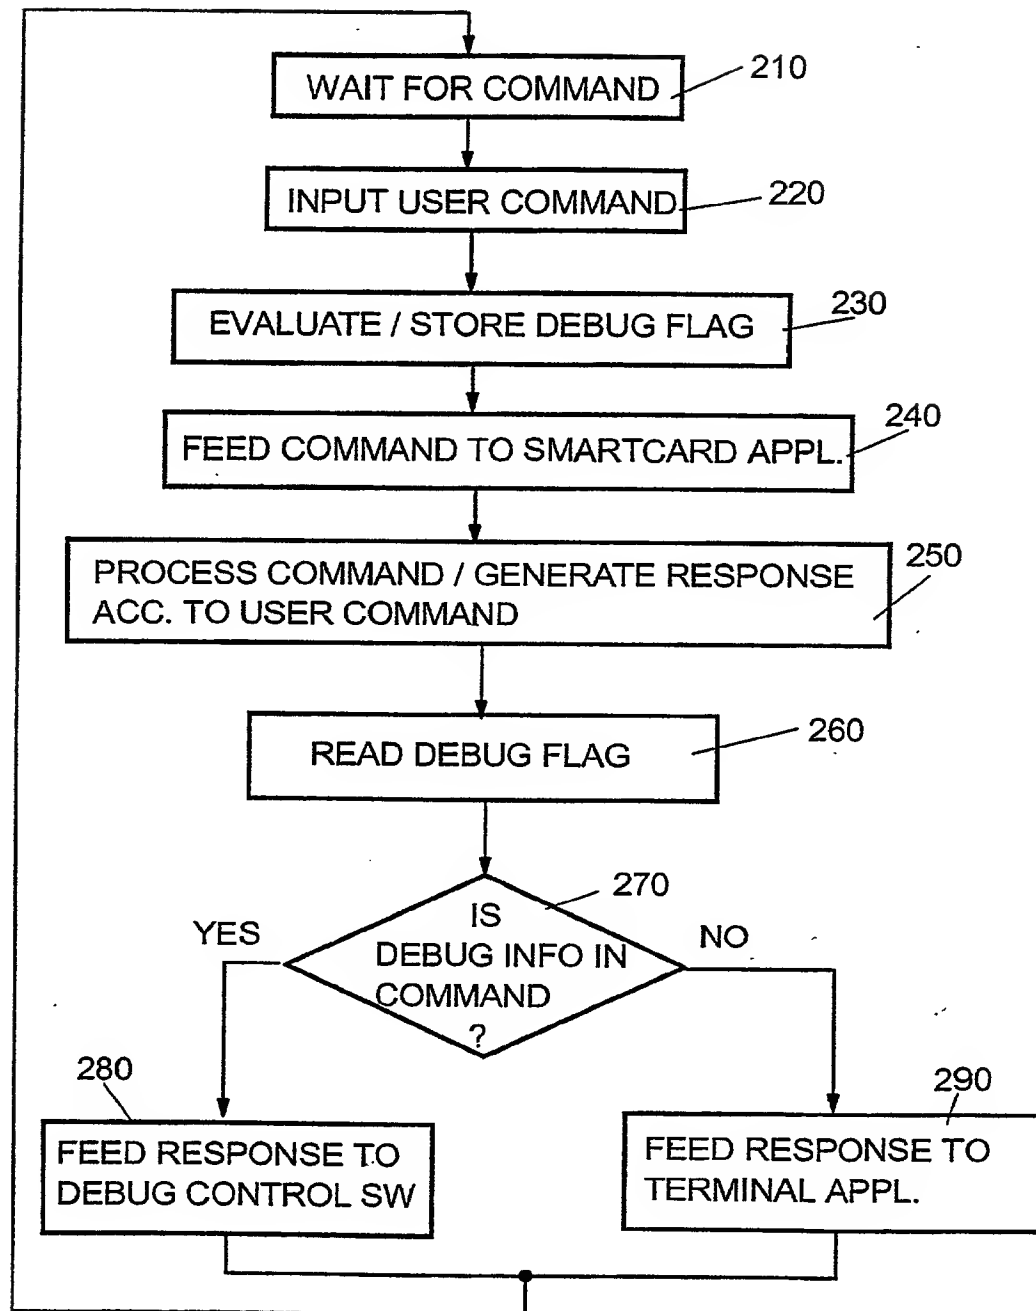 WAIT FOR COMMAND
210
INPUT USER COMMAND
220
EVALUATE / STORE DEBUG FLAG
230
FEED COMMAND TO SMARTCARD APPL.
240
PROCESS COMMAND / GENERATE RESPONSE
ACC. TO USER COMMAND
250
READ DEBUG FLAG
260
270
YES
IS
DEBUG INFO IN
COMMAND
?
NO
280
FEED RESPONSE TO
DEBUG CONTROL SW
290
FEED RESPONSE TO
TERMINAL APPL.